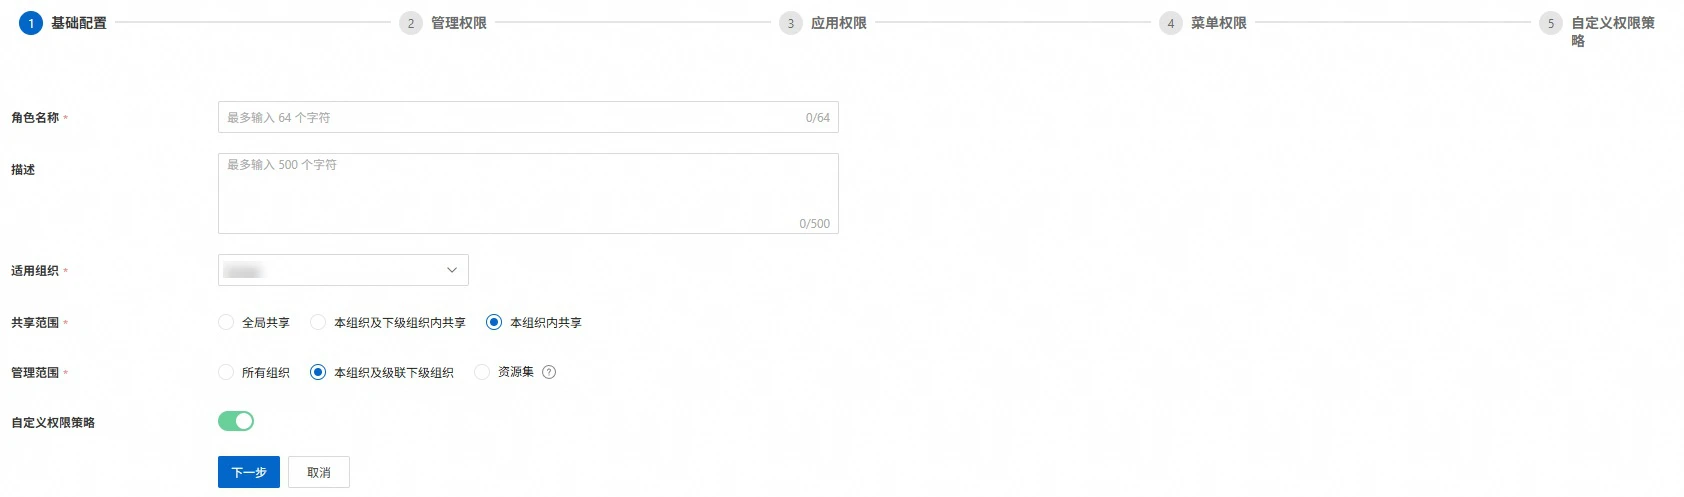 1 基础配置 2 管理权限 3 应用权限 4 菜单权限 5 自定义权限策
略
角色名称 * 最多输入 64 个字符 0/64
描述 最多输入 500 个字符
0/500
适用组织 *
共享范围 * 全局共享 本组织及下级组织内共享 本组织内共享
管理范围 * 所有组织 本组织及级联下级组织 资源集 ?
自定义权限策略
下一步 取消